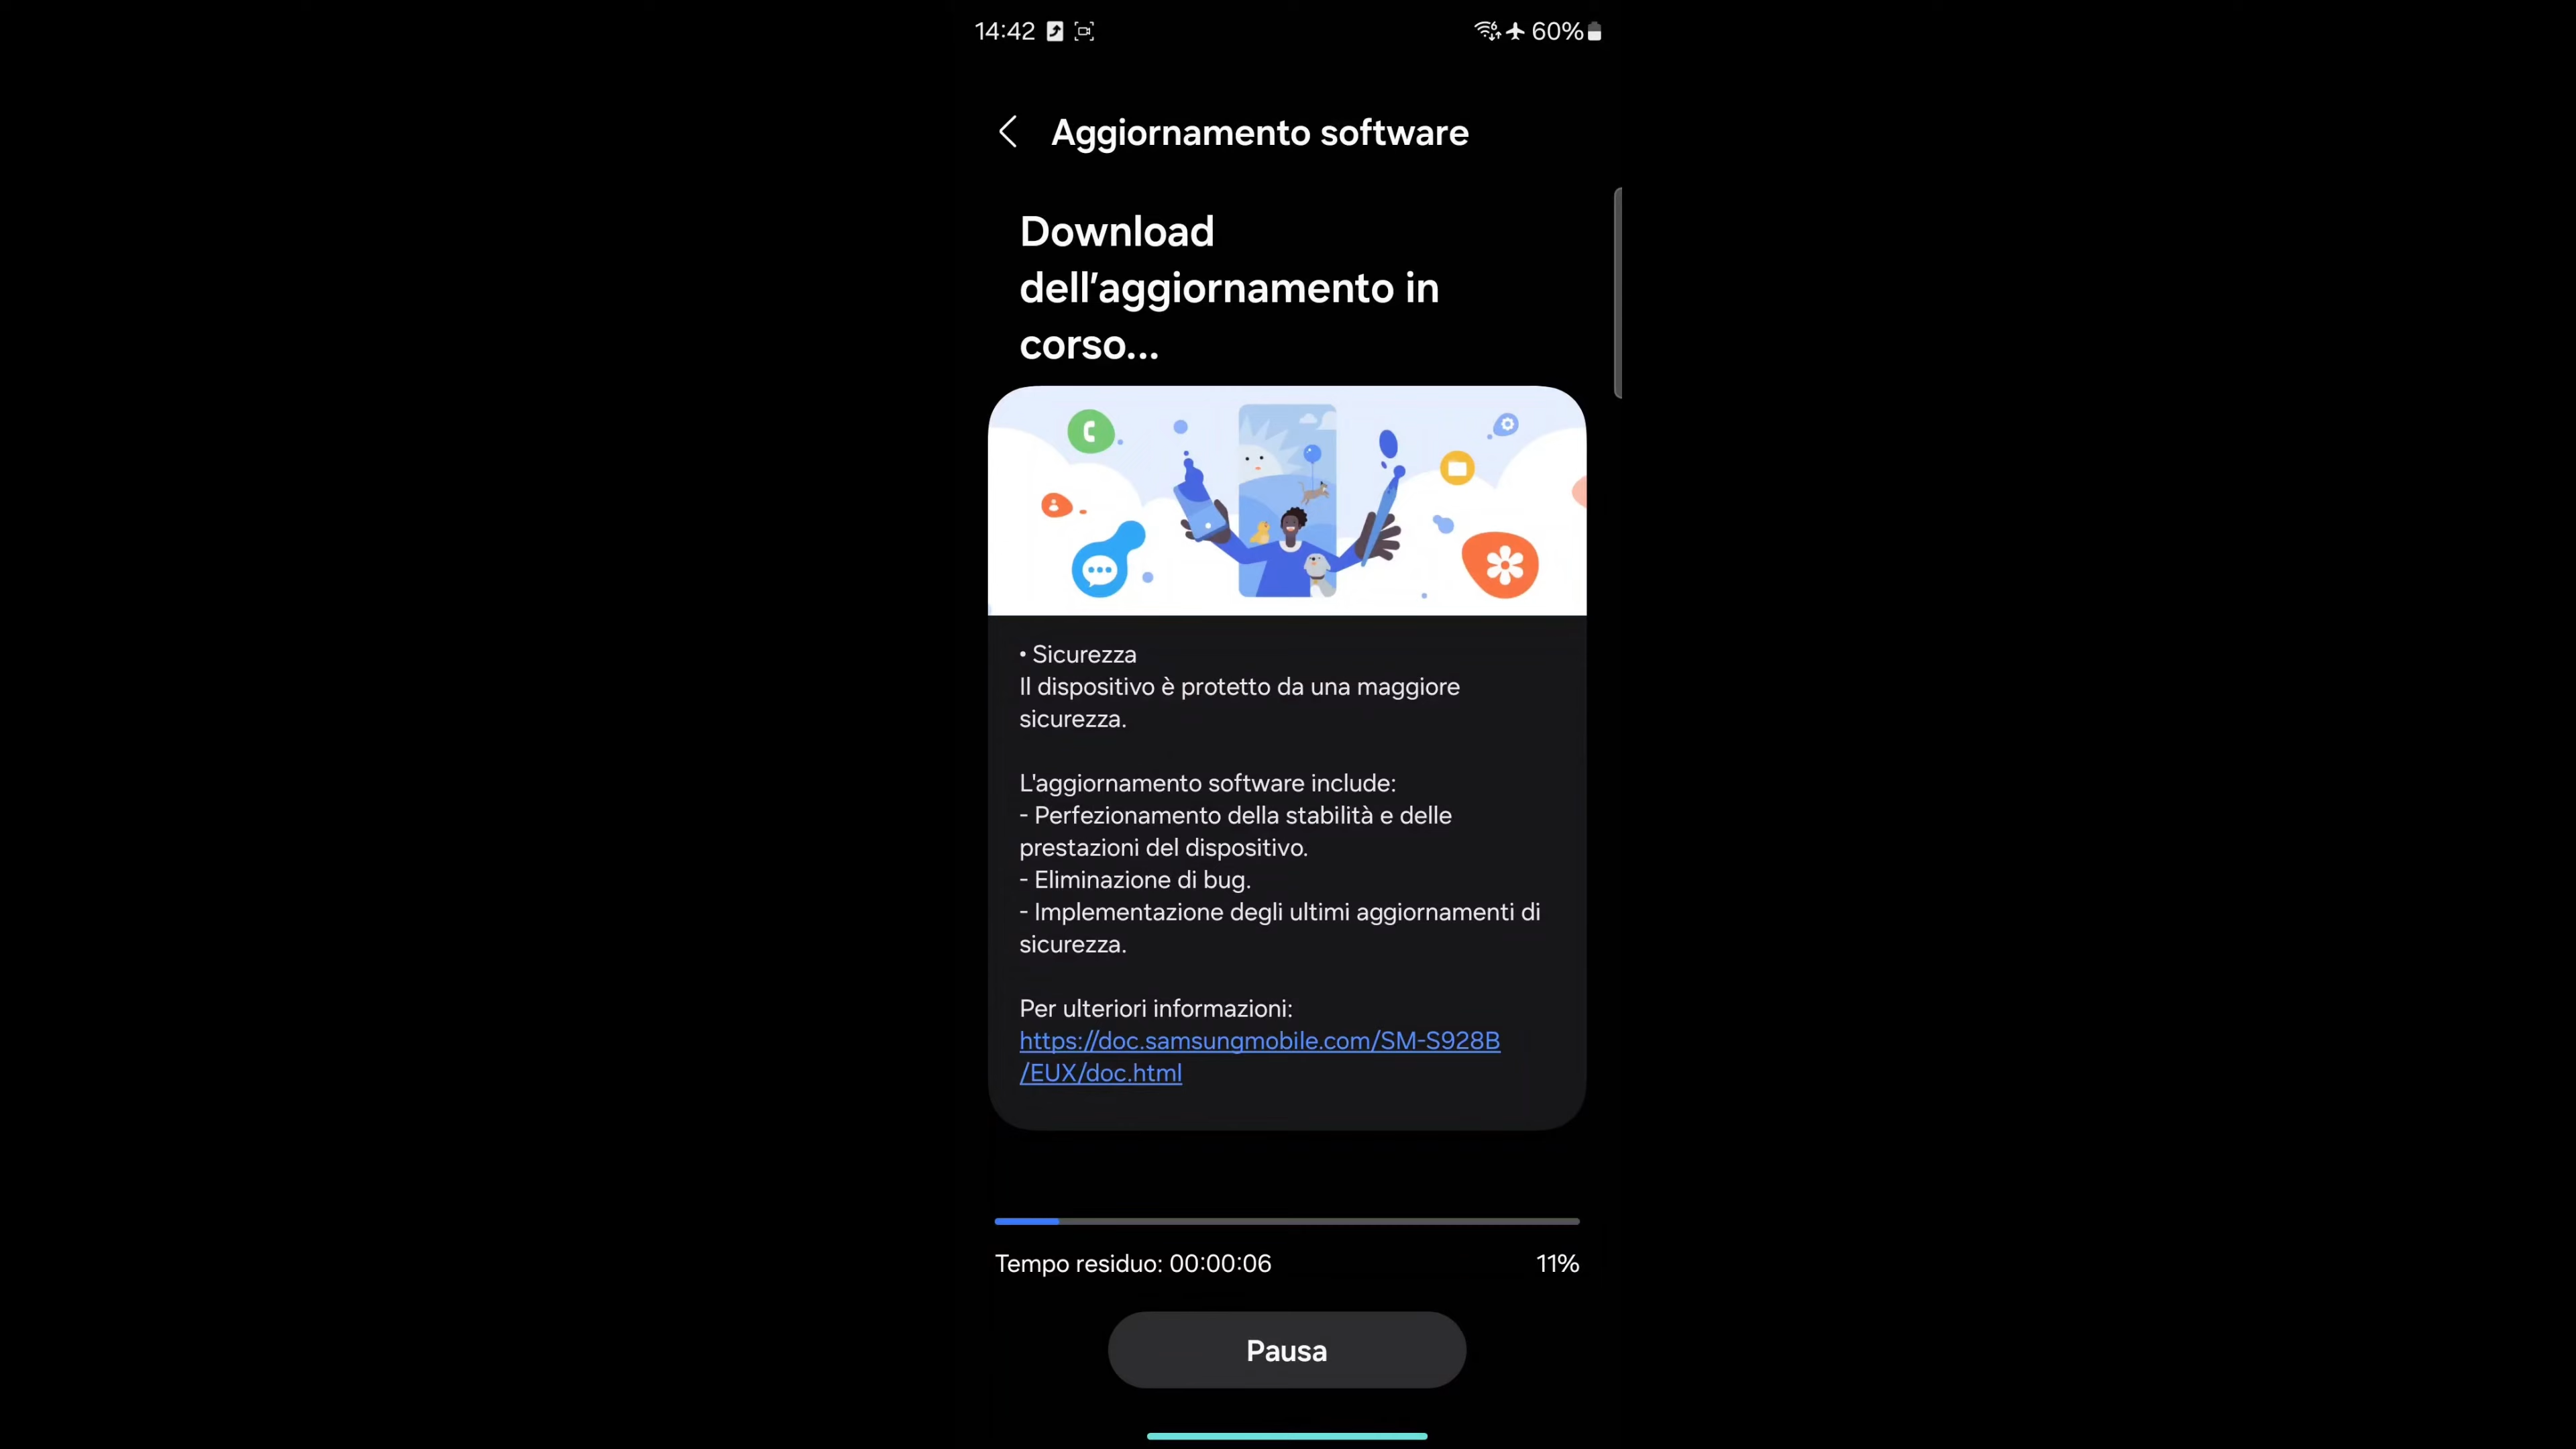 14:42
6
60%
Aggiornamento software
Download
dell’aggiornamento in
corso...
• Sicurezza
Il dispositivo è protetto da una maggiore
sicurezza.
L'aggiornamento software include:
- Perfezionamento della stabilità e delle
prestazioni del dispositivo.
- Eliminazione di bug.
- Implementazione degli ultimi aggiornamenti di
sicurezza.
Per ulteriori informazioni:
https://doc.samsungmobile.com/SM-S928B
/EUX/doc.html
Tempo residuo: 00:00:06
11%
Pausa